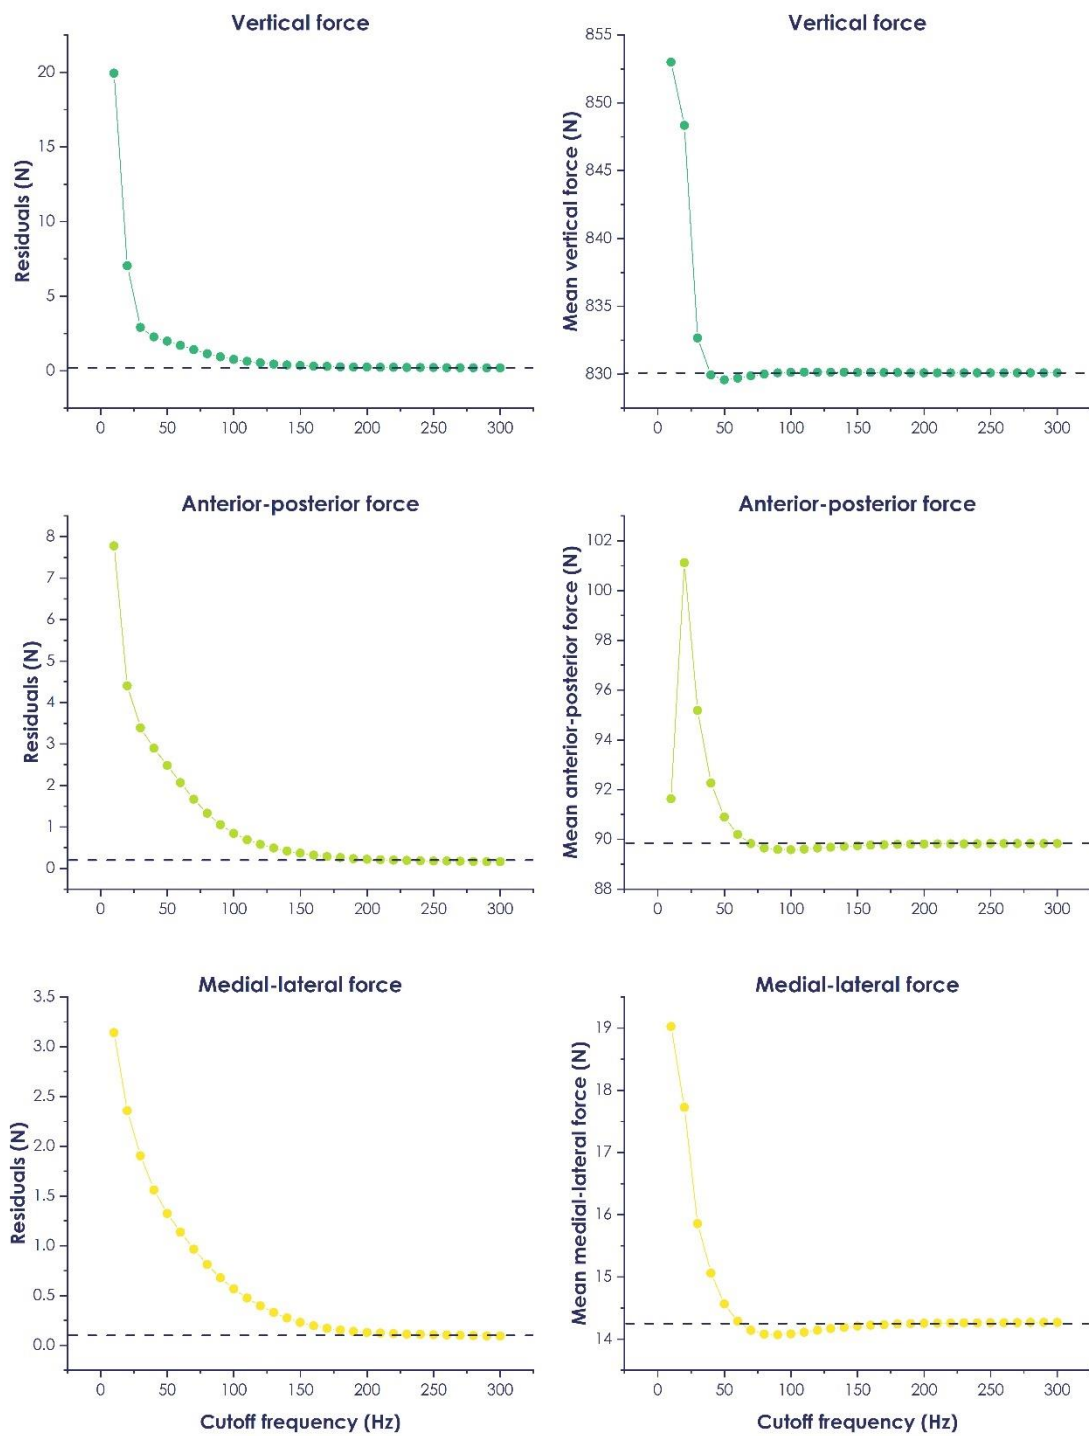 Vertical force
Residuals (N)
20
15
10
5
0
0 50 100 150 200 250 300
Vertical force
Mean vertical force (N)
855
850
845
840
835
830
0 50 100 150 200 250 300
Anterior-posterior force
Residuals (N)
8
7
6
5
4
3
2
1
0
0 50 100 150 200 250 300
Anterior-posterior force
Mean anterior-posterior force (N)
102
100
98
96
94
92
90
88
0 50 100 150 200 250 300
Medial-lateral force
Residuals (N)
3.5
3.0
2.5
2.0
1.5
1.0
0.5
0.0
0 50 100 150 200 250 300
Cutoff frequency (Hz)
Medial-lateral force
Mean medial-lateral force (N)
19
18
17
16
15
14
0 50 100 150 200 250 300
Cutoff frequency (Hz)